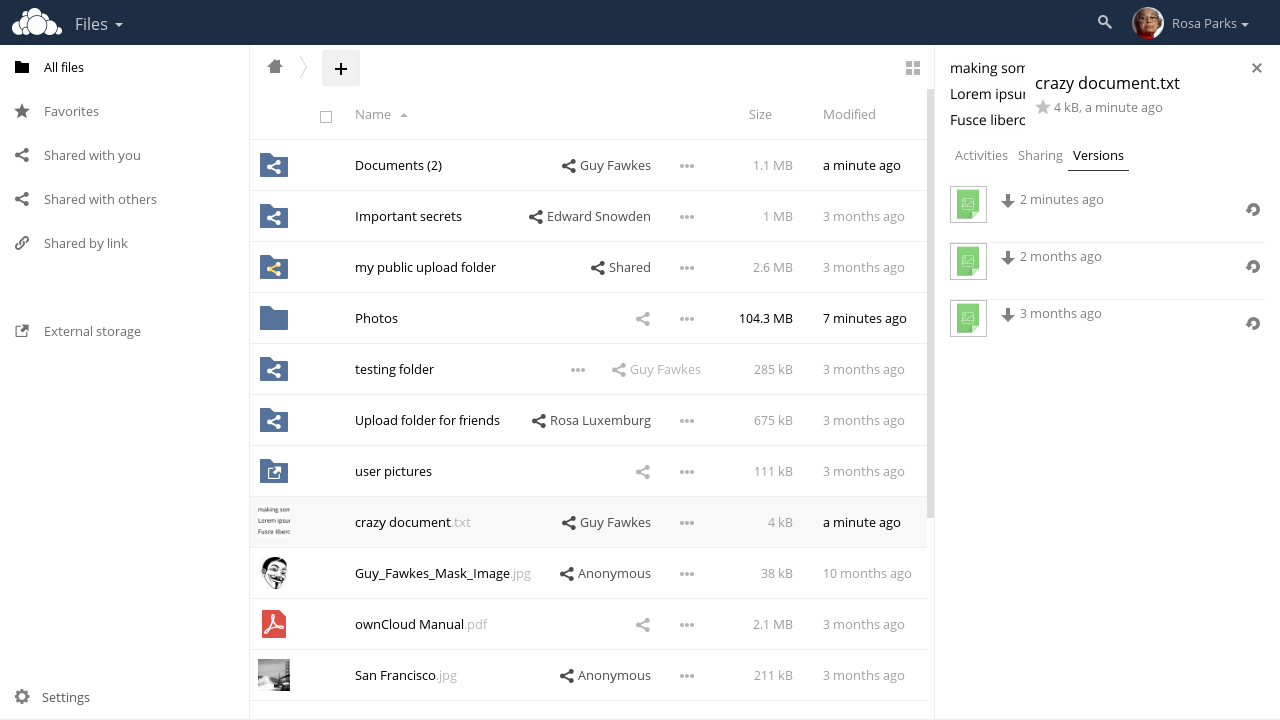 Files
Rosa Parks
All files
Favorites
Shared with you
Shared with others
Shared by link
External storage
Settings
+
Name Size Modified
Documents (2) Guy Fawkes 1.1 MB a minute ago
Important secrets Edward Snowden 1 MB 3 months ago
my public upload folder Shared 2.6 MB 3 months ago
Photos 104.3 MB 7 minutes ago
testing folder Guy Fawkes 285 kB 3 months ago
Upload folder for friends Rosa Luxemburg 675 kB 3 months ago
user pictures 111 kB 3 months ago
making som
Lorem ipsu
Fusce liberc
crazy document.txt Guy Fawkes 4 kB a minute ago
Guy_Fawkes_Mask_Image.jpg Anonymous 38 kB 10 months ago
ownCloud Manual.pdf 2.1 MB 3 months ago
San Francisco.jpg Anonymous 211 kB 3 months ago
making som
Lorem ipsu
Fusce liberc
crazy document.txt
4 kB, a minute ago
Activities Sharing Versions
2 minutes ago
2 months ago
3 months ago